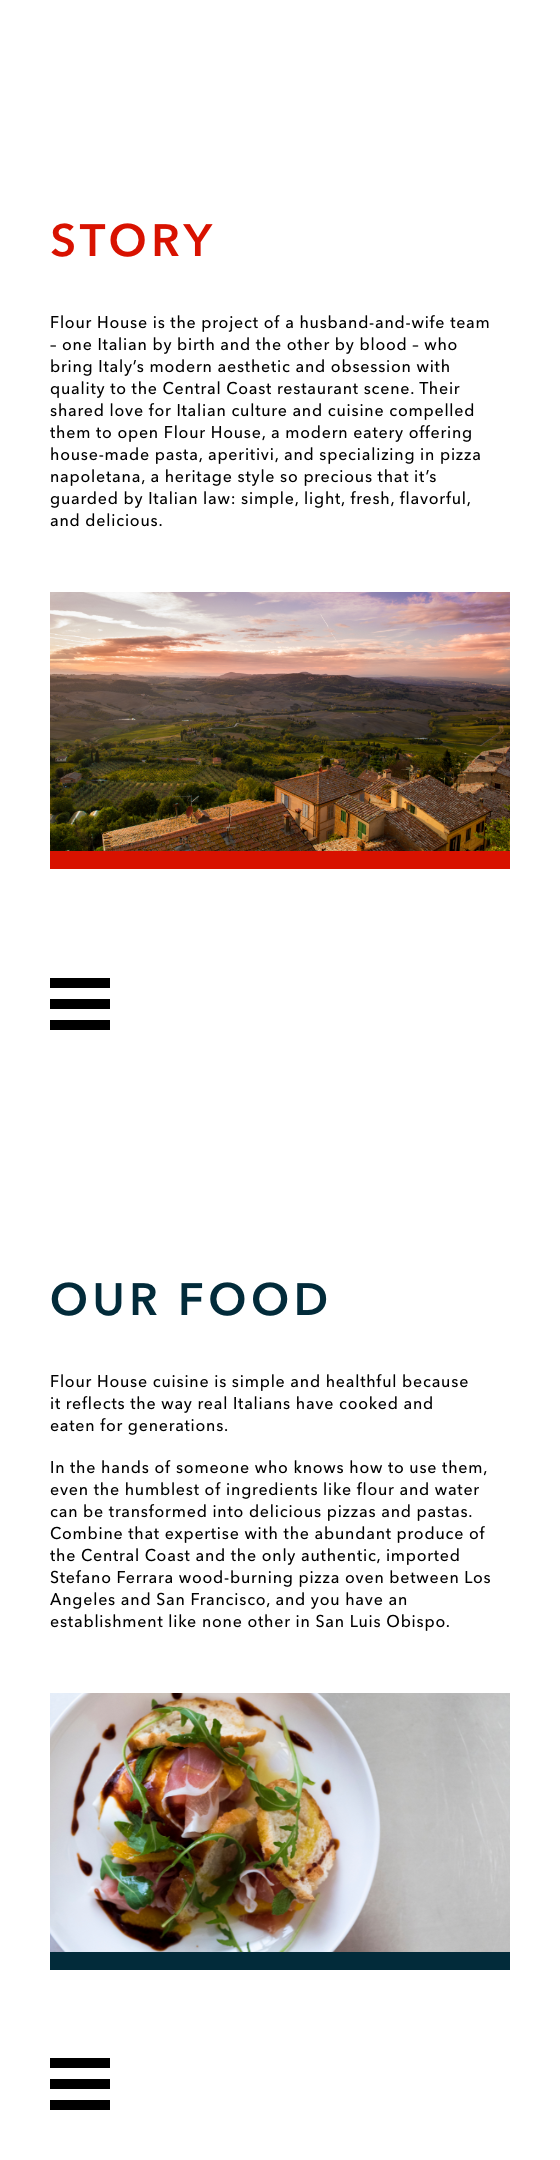 STORY
Flour House is the project of a husband-and-wife team
– one Italian by birth and the other by blood – who
bring Italy’s modern aesthetic and obsession with
quality to the Central Coast restaurant scene. Their
shared love for Italian culture and cuisine compelled
them to open Flour House, a modern eatery offering
house-made pasta, aperitivi, and specializing in pizza
napoletana, a heritage style so precious that it’s
guarded by Italian law: simple, light, fresh, flavorful,
and delicious.
OUR FOOD
Flour House cuisine is simple and healthful because
it reflects the way real Italians have cooked and
eaten for generations.
In the hands of someone who knows how to use them,
even the humblest of ingredients like flour and water
can be transformed into delicious pizzas and pastas.
Combine that expertise with the abundant produce of
the Central Coast and the only authentic, imported
Stefano Ferrara wood-burning pizza oven between Los
Angeles and San Francisco, and you have an
establishment like none other in San Luis Obispo.